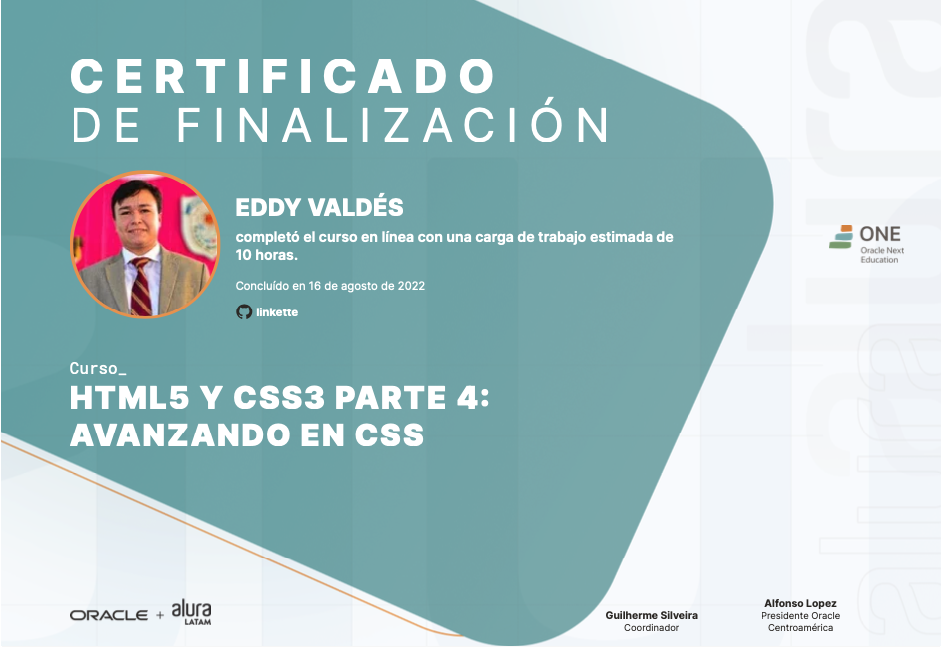 CERTIFICADO
DE FINALIZACIÓN
EDDY VALDÉS
completó el curso en línea con una carga de trabajo estimada de
10 horas.
Concluído en 16 de agosto de 2022
linkette
ONE
Oracle Next
Education
Curso_
HTML5 Y CSS3 PARTE 4:
AVANZANDO EN CSS
ORACLE + alura
LATAM
Guilherme Silveira
Coordinador
Alfonso Lopez
Presidente Oracle
Centroamérica
alura
alura